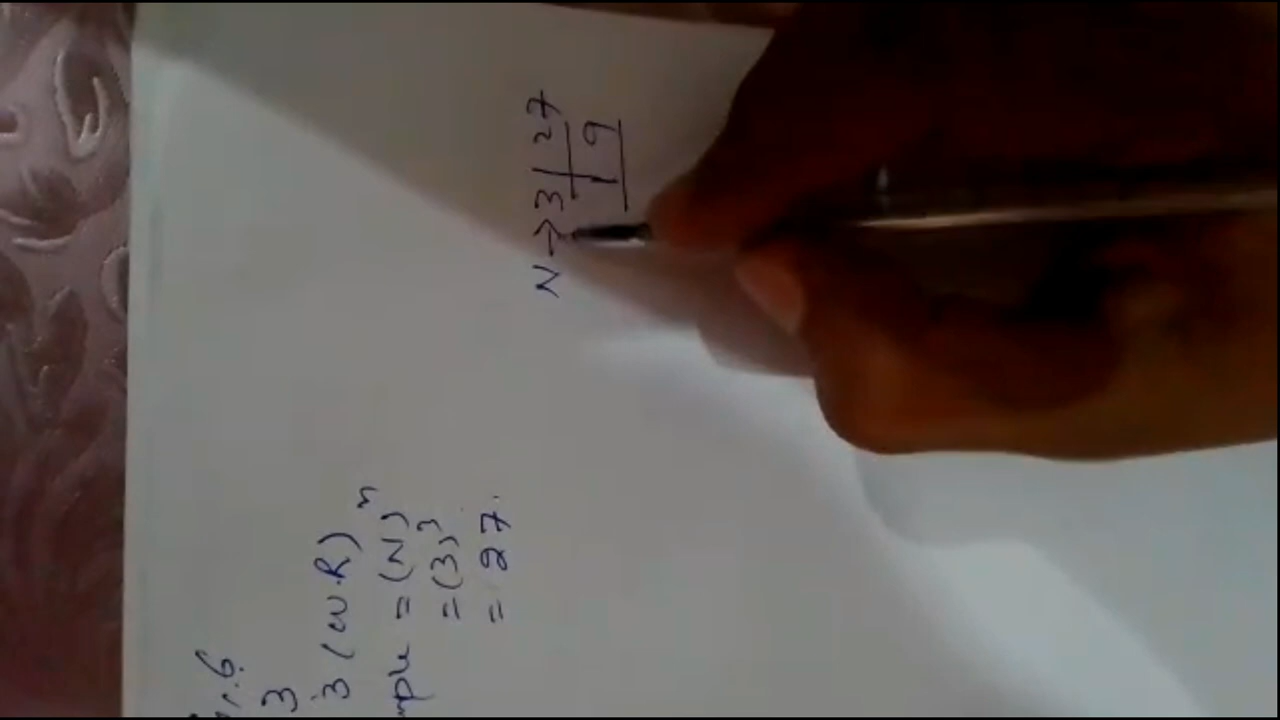 3
3 (W.R)
= (N)ⁿ
= (3)³
= 27.
N → 3 | 27
9